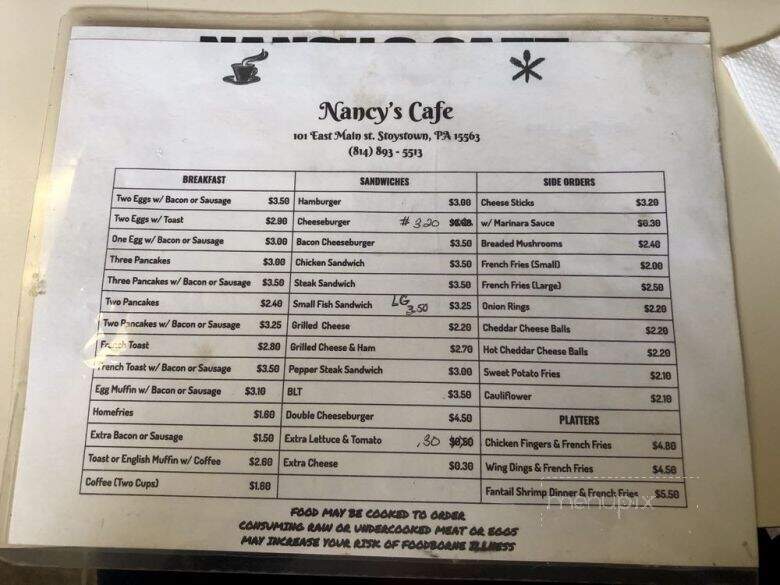 NANCY'S CAFE
Nancy's Cafe
101 East Main st. Stoystown, PA 15563
(814) 893 - 5513
BREAKFAST
Two Eggs w/ Bacon or Sausage $3.50
Two Eggs w/ Toast $2.90
One Egg w/ Bacon or Sausage $3.00
Three Pancakes $3.00
Three Pancakes w/ Bacon or Sausage $3.50
Two Pancakes $2.40
Two Pancakes w/ Bacon or Sausage $3.25
French Toast $2.80
French Toast w/ Bacon or Sausage $3.50
Egg Muffin w/ Bacon or Sausage $3.10
Homefries $1.60
Extra Bacon or Sausage $1.50
Toast or English Muffin w/ Coffee $2.60
Coffee (Two Cups) $1.60
SANDWICHES
Hamburger $3.00
Cheeseburger # 3.20
Bacon Cheeseburger $3.50
Chicken Sandwich $3.50
Steak Sandwich $3.50
Small Fish Sandwich LG 3.50 $3.25
Grilled Cheese $2.20
Grilled Cheese & Ham $2.70
Pepper Steak Sandwich $3.00
BLT $3.50
Double Cheeseburger $4.50
Extra Lettuce & Tomato .30 $0.50
Extra Cheese $0.30
SIDE ORDERS
Cheese Sticks $3.20
w/ Marinara Sauce $0.30
Breaded Mushrooms $2.40
French Fries (Small) $2.00
French Fries (Large) $2.50
Onion Rings $2.20
Cheddar Cheese Balls $2.20
Hot Cheddar Cheese Balls $2.20
Sweet Potato Fries $2.10
Cauliflower $2.10
PLATTERS
Chicken Fingers & French Fries $4.80
Wing Dings & French Fries $4.50
Fantail Shrimp Dinner & French Fries $5.50
menupix
FOOD MAY BE COOKED TO ORDER
CONSUMING RAW OR UNDERCOOKED MEAT OR EGGS
MAY INCREASE YOUR RISK OF FOODBORNE ILLNESS